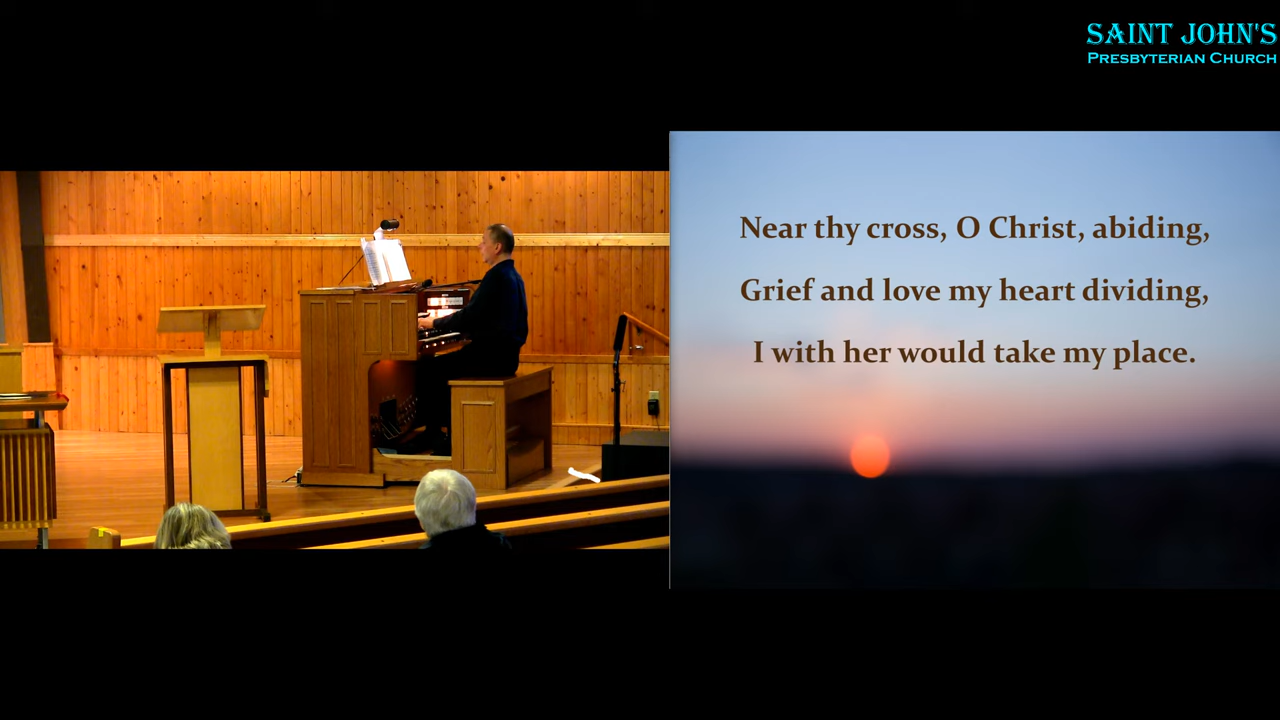 SAINT JOHN'S
PRESBYTERIAN CHURCH
Near thy cross, O Christ, abiding,
Grief and love my heart dividing,
I with her would take my place.